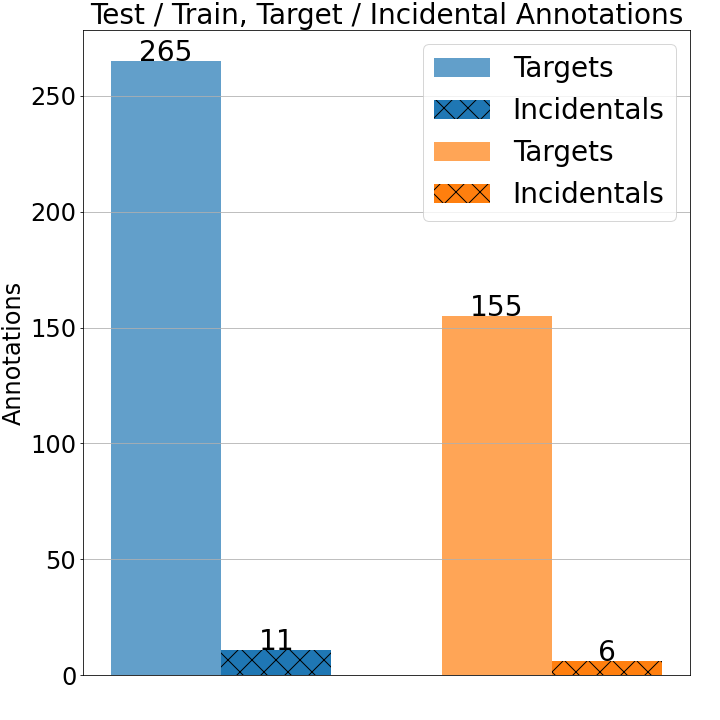 Test / Train, Target / Incidental Annotations
265
Targets
Incidentals
Targets
Incidentals
250
200
155
150
100
50
11
6
0
Annotations